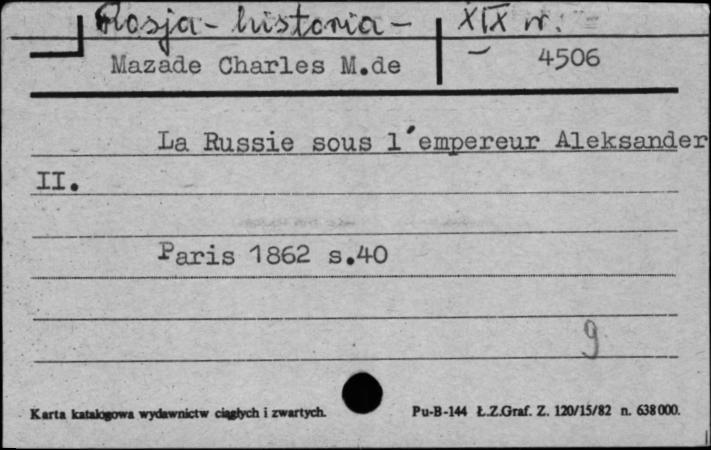 Rosja - historia - XIX w.
Mazade Charles M.de 4506
La Russie sous l'empereur Aleksander
II.
Paris 1862 s.40
9
Karta katalogowa wydawnictw ciągłych i zwartych. Pu-B-144 Ł.Z.Graf. Z. 120/15/82 n. 638000.